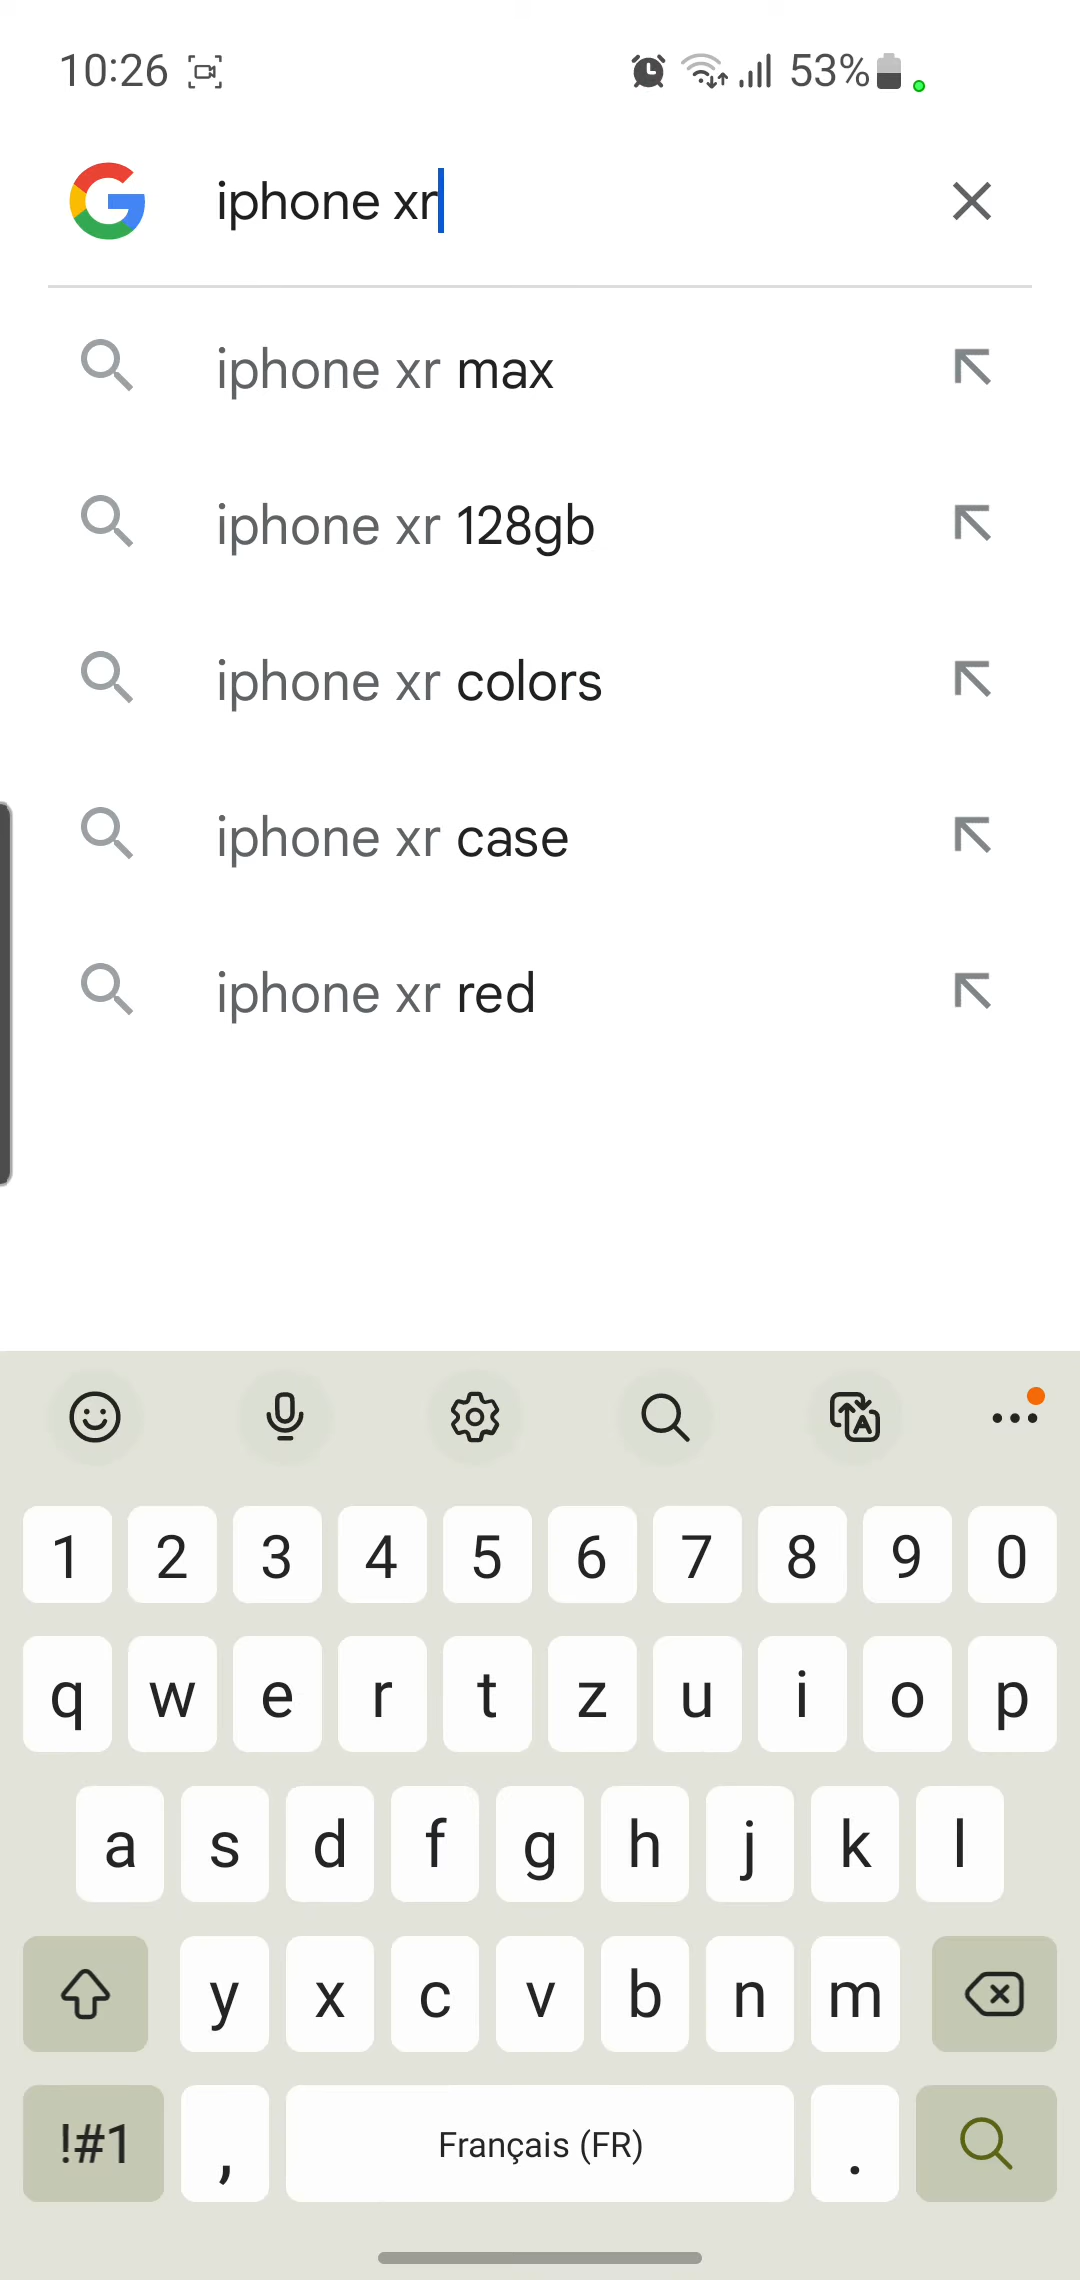 10:26 53%
iphone xr
iphone xr max
iphone xr 128gb
iphone xr colors
iphone xr case
iphone xr red
1 2 3 4 5 6 7 8 9 0
q w e r t z u i o p
a s d f g h j k l
y x c v b n m
!#1 , Français (FR) .